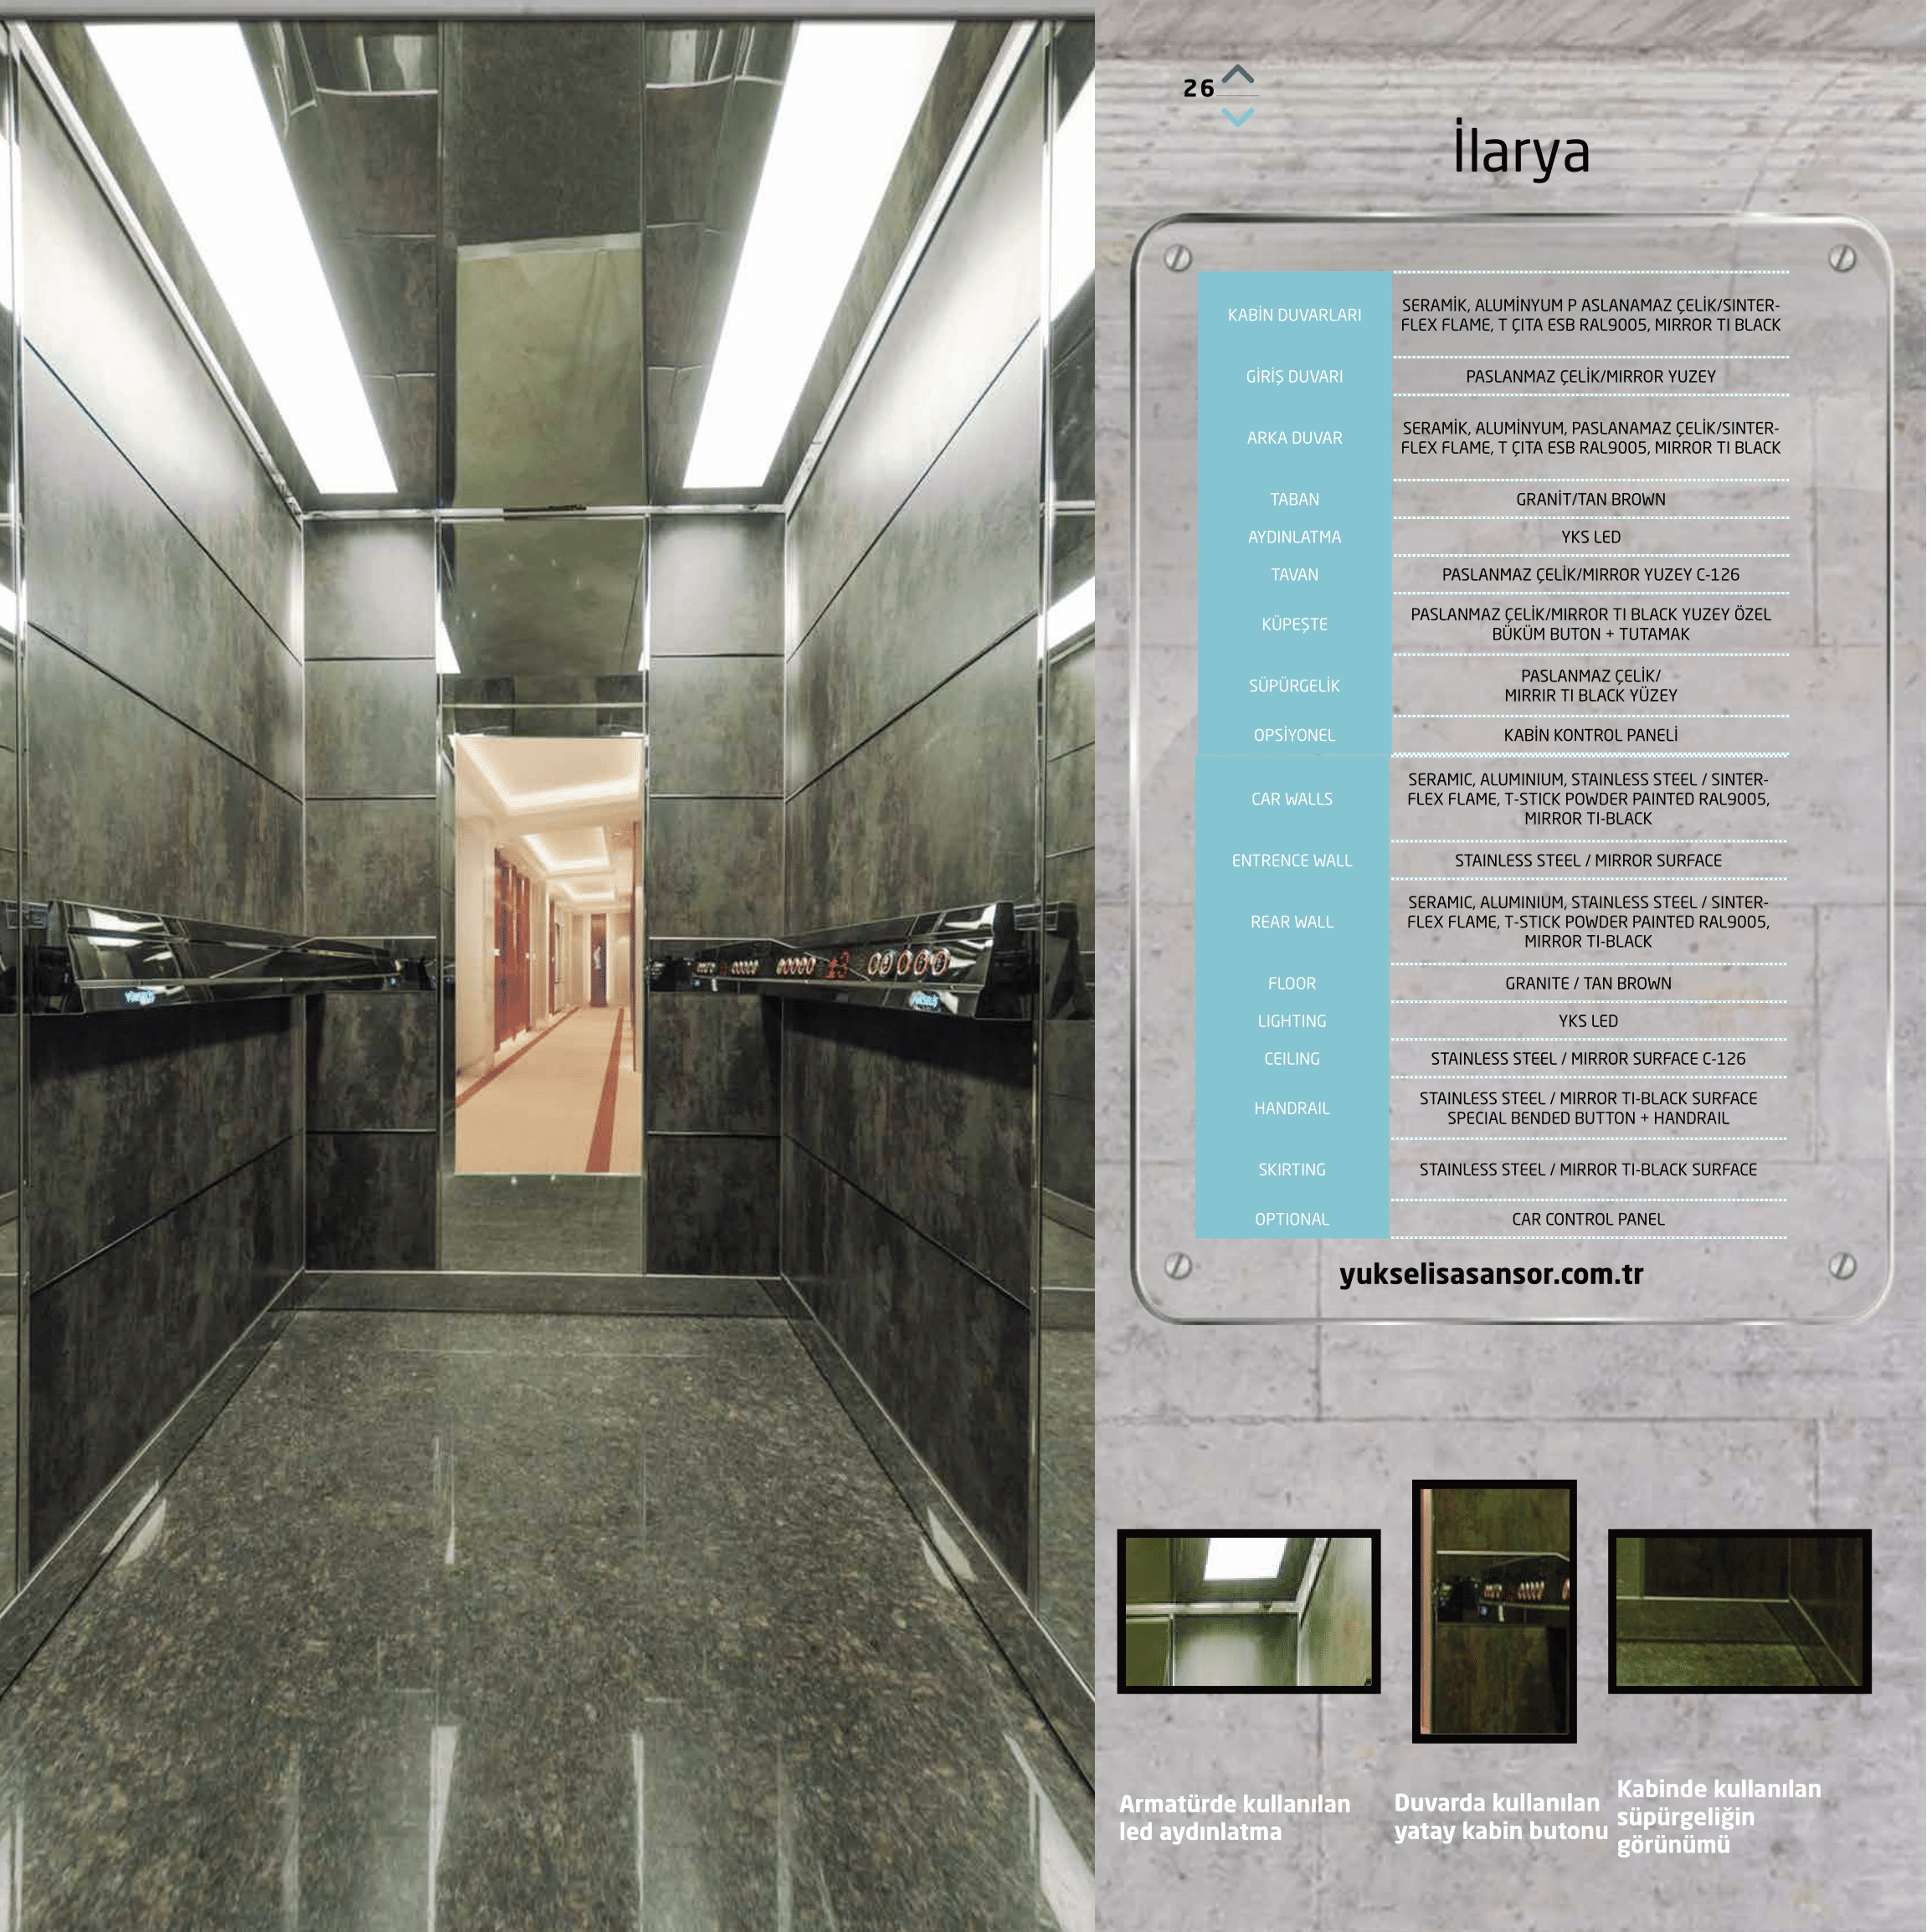 26
İlarya
KABİN DUVARLARI
SERAMİK, ALUMİNYUM P ASLANAMAZ ÇELİK/SINTER-
FLEX FLAME, T ÇITA ESB RAL9005, MIRROR TI BLACK
GİRİŞ DUVARI
PASLANMAZ ÇELİK/MIRROR YUZEY
ARKA DUVAR
SERAMİK, ALUMİNYUM, PASLANAMAZ ÇELİK/SINTER-
FLEX FLAME, T ÇITA ESB RAL9005, MIRROR TI BLACK
TABAN
GRANİT/TAN BROWN
AYDINLATMA
YKS LED
TAVAN
PASLANMAZ ÇELİK/MIRROR YUZEY C-126
KÜPEŞTE
PASLANMAZ ÇELİK/MIRROR TI BLACK YUZEY ÖZEL
BÜKÜM BUTON + TUTAMAK
SÜPÜRGELİK
PASLANMAZ ÇELİK/
MIRRIR TI BLACK YÜZEY
OPSİYONEL
KABİN KONTROL PANELİ
CAR WALLS
SERAMIC, ALUMINIUM, STAINLESS STEEL / SINTER-
FLEX FLAME, T-STICK POWDER PAINTED RAL9005,
MIRROR TI-BLACK
ENTRENCE WALL
STAINLESS STEEL / MIRROR SURFACE
REAR WALL
SERAMIC, ALUMINIUM, STAINLESS STEEL / SINTER-
FLEX FLAME, T-STICK POWDER PAINTED RAL9005,
MIRROR TI-BLACK
FLOOR
GRANITE / TAN BROWN
LIGHTING
YKS LED
CEILING
STAINLESS STEEL / MIRROR SURFACE C-126
HANDRAIL
STAINLESS STEEL / MIRROR TI-BLACK SURFACE
SPECIAL BENDED BUTTON + HANDRAIL
SKIRTING
STAINLESS STEEL / MIRROR TI-BLACK SURFACE
OPTIONAL
CAR CONTROL PANEL
yukselisasansor.com.tr
Armatürde kullanılan
led aydınlatma
Duvarda kullanılan
yatay kabin butonu
Kabinde kullanılan
süpürgeliğin
görünümü